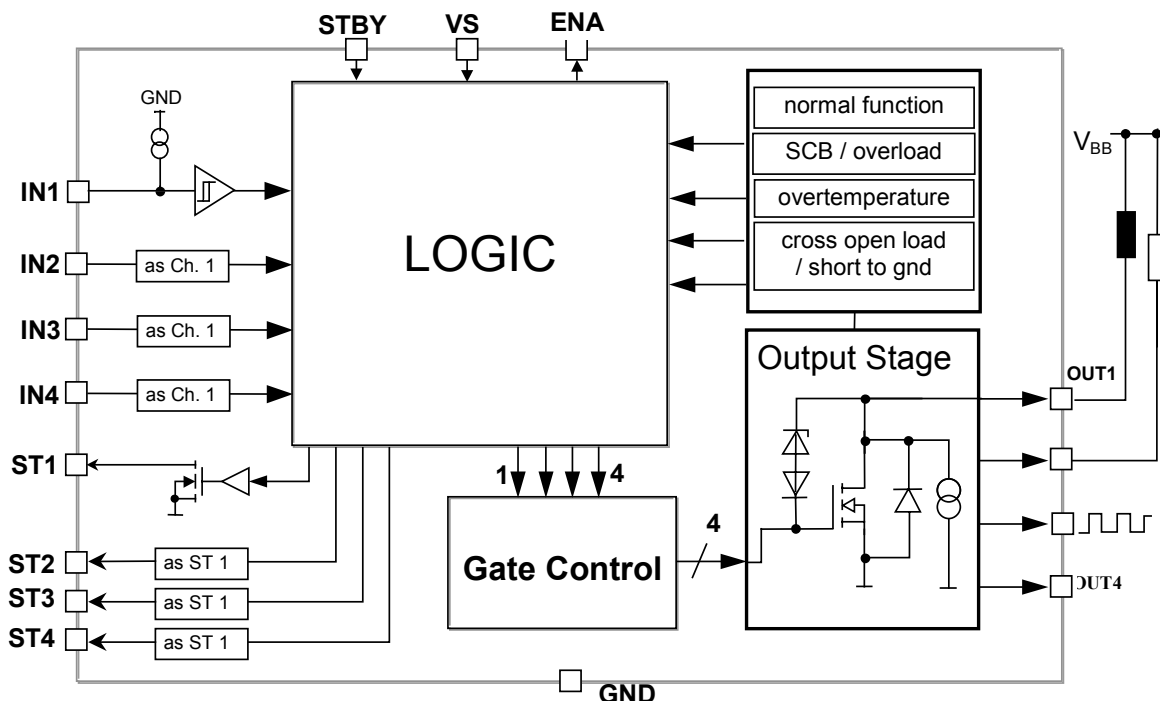 STBY
VS
ENA
GND
IN1
IN2
as Ch. 1
IN3
as Ch. 1
IN4
as Ch. 1
LOGIC
normal function
SCB / overload
overtemperature
cross open load
/ short to gnd
VBB
Output Stage
OUT1
ST1
1
4
Gate Control
4
OUT4
ST2
as ST 1
ST3
as ST 1
ST4
as ST 1
GND